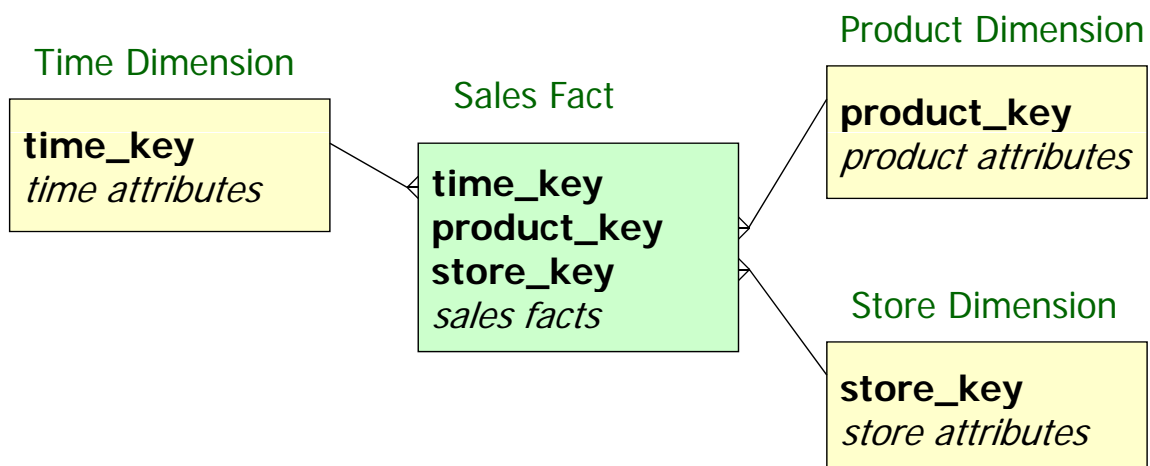 Time Dimension
time_key
time attributes
Sales Fact
time_key
product_key
store_key
sales facts
Product Dimension
product_key
product attributes
Store Dimension
store_key
store attributes